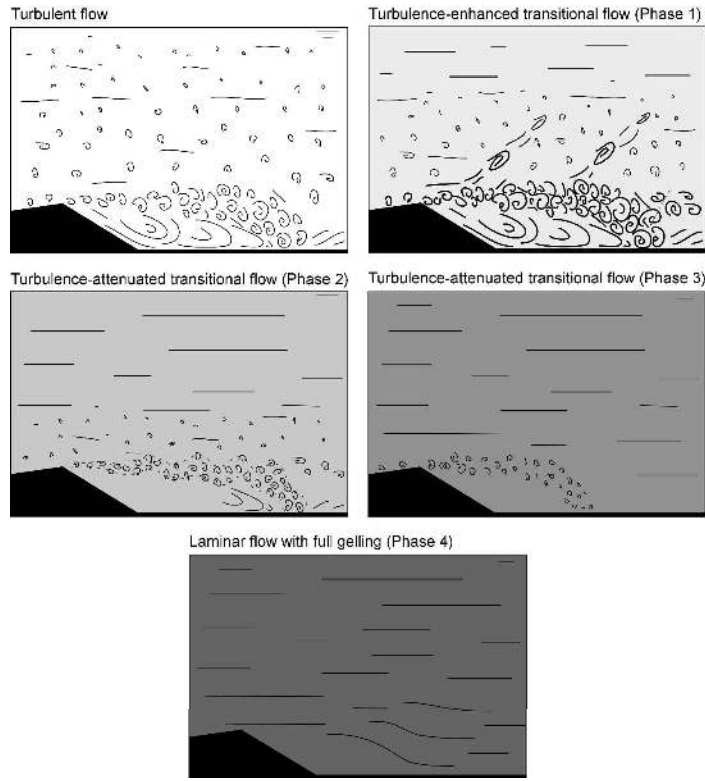 Turbulent flow
Turbulence-enhanced transitional flow (Phase 1)
Turbulence-attenuated transitional flow (Phase 2)
Turbulence-attenuated transitional flow (Phase 3)
Laminar flow with full gelling (Phase 4)